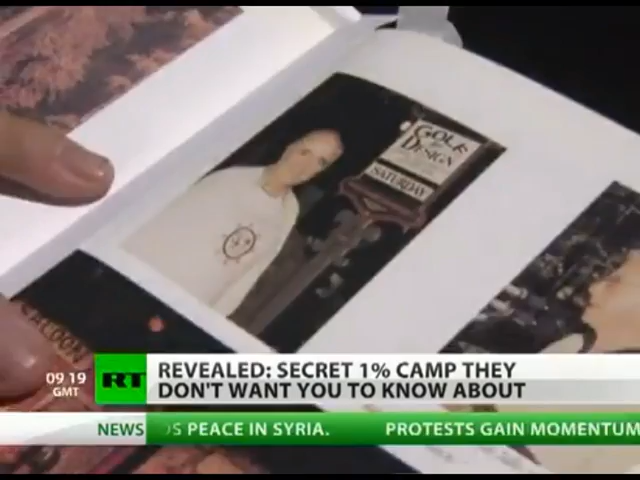 GOLF
DESIGN
SATURDAY
09:19
GMT
RT
REVEALED: SECRET 1% CAMP THEY
DON'T WANT YOU TO KNOW ABOUT
NEWS
PEACE IN SYRIA.
PROTESTS GAIN MOMENTUM